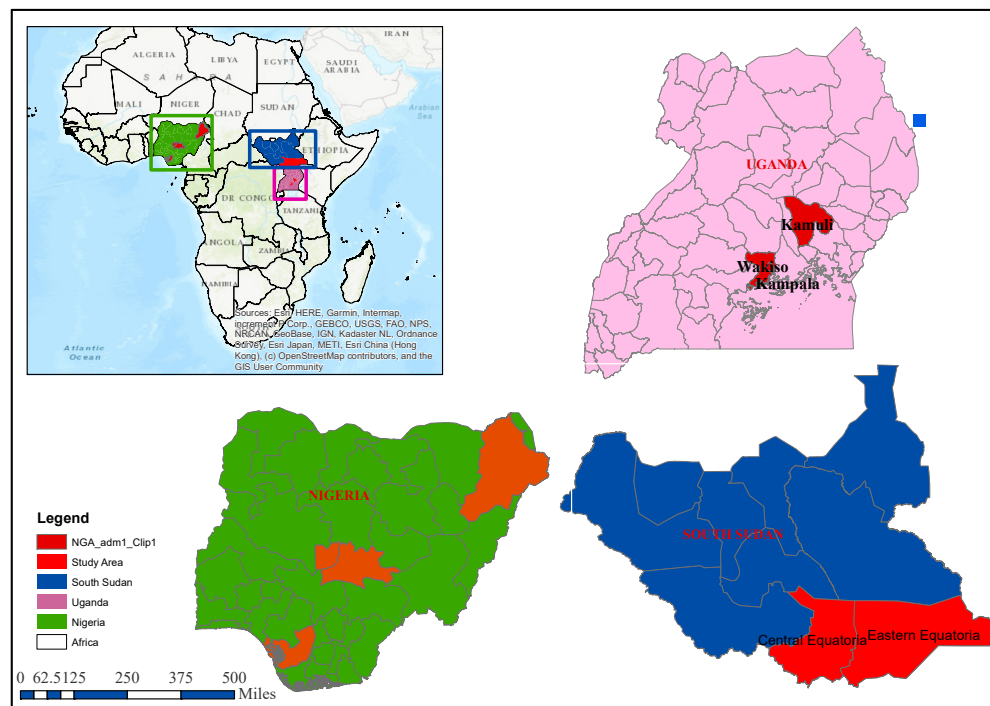 IRAN
ALGERIA
LIBYA
EGYPT
SAUDI
ARABIA
S A H A R A
Arabian
Sea
MALI
NIGER
CHAD
SUDAN
ETHIOPIA
DR CONGO
TANZANIA
ANGOLA
ZAMBIA
NAMIBIA
Atlantic
Ocean
Sources: Esri, HERE, Garmin, Intermap,
increment P Corp., GEBCO, USGS, FAO, NPS,
NRCAN, GeoBase, IGN, Kadaster NL, Ordnance
Survey, Esri Japan, METI, Esri China (Hong
Kong), (c) OpenStreetMap contributors, and the
GIS User Community
UGANDA
Kamuli
Wakiso
Kampala
NIGERIA
SOUTH SUDAN
Central Equatoria
Eastern Equatoria
Legend
NGA_adm1_Clip1
Study Area
South Sudan
Uganda
Nigeria
Africa
0 62.5 125 250 375 500
Miles